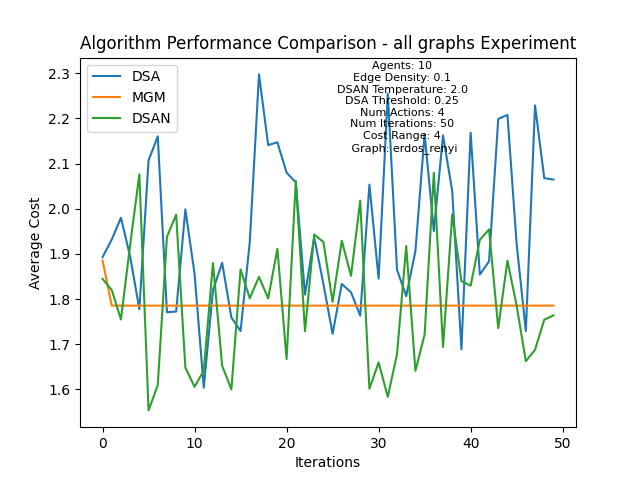 Algorithm Performance Comparison - all graphs Experiment
DSA
MGM
DSAN
Agents: 10
Edge Density: 0.1
DSAN Temperature: 2.0
DSA Threshold: 0.25
Num Actions: 4
Num Iterations: 50
Cost Range: 4
Graph: erdos_renyi
2.3
2.2
2.1
2.0
1.9
1.8
1.7
1.6
Average Cost
0
10
20
30
40
50
Iterations